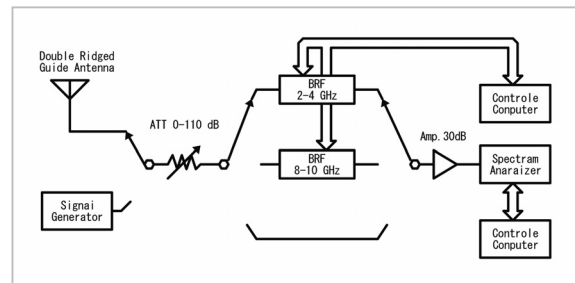 Double Ridged
Guide Antenna
ATT 0-110 dB
BRF
2-4 GHz
BRF
8-10 GHz
Amp.30dB
Controle
Computer
Spectram
Anaraizer
Signai
Generator
Controle
Computer